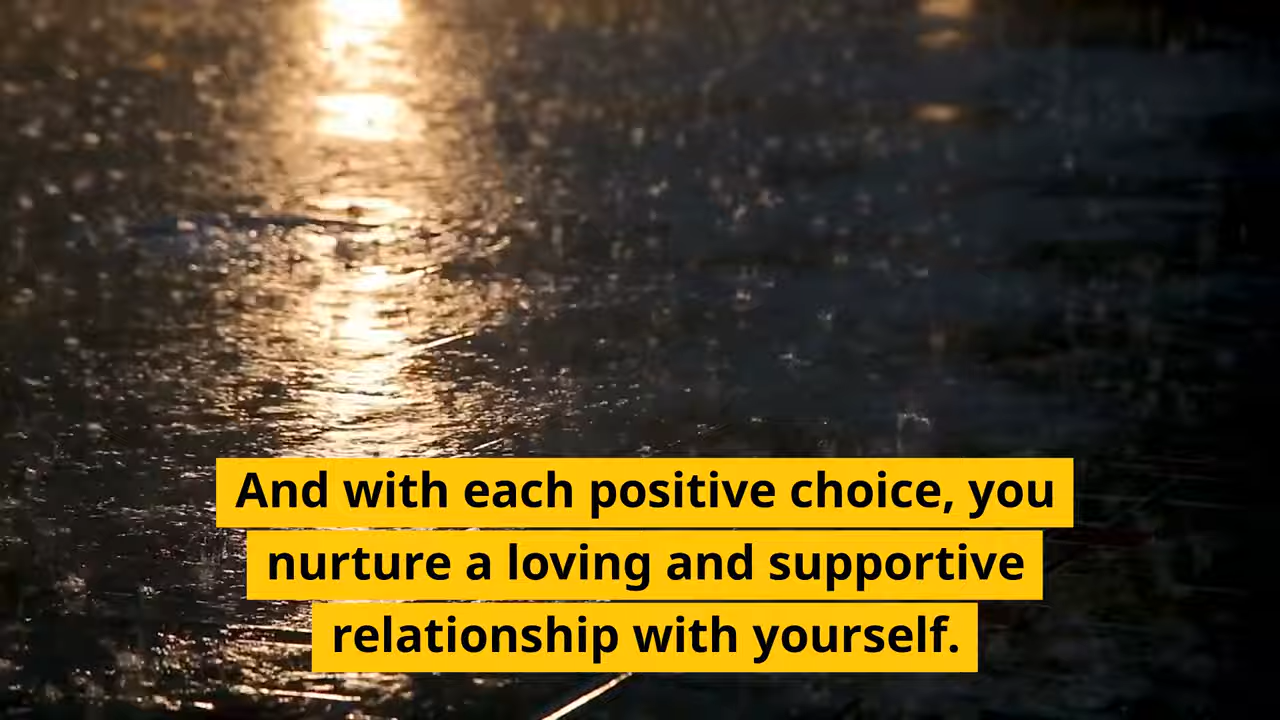 And with each positive choice, you
nurture a loving and supportive
relationship with yourself.